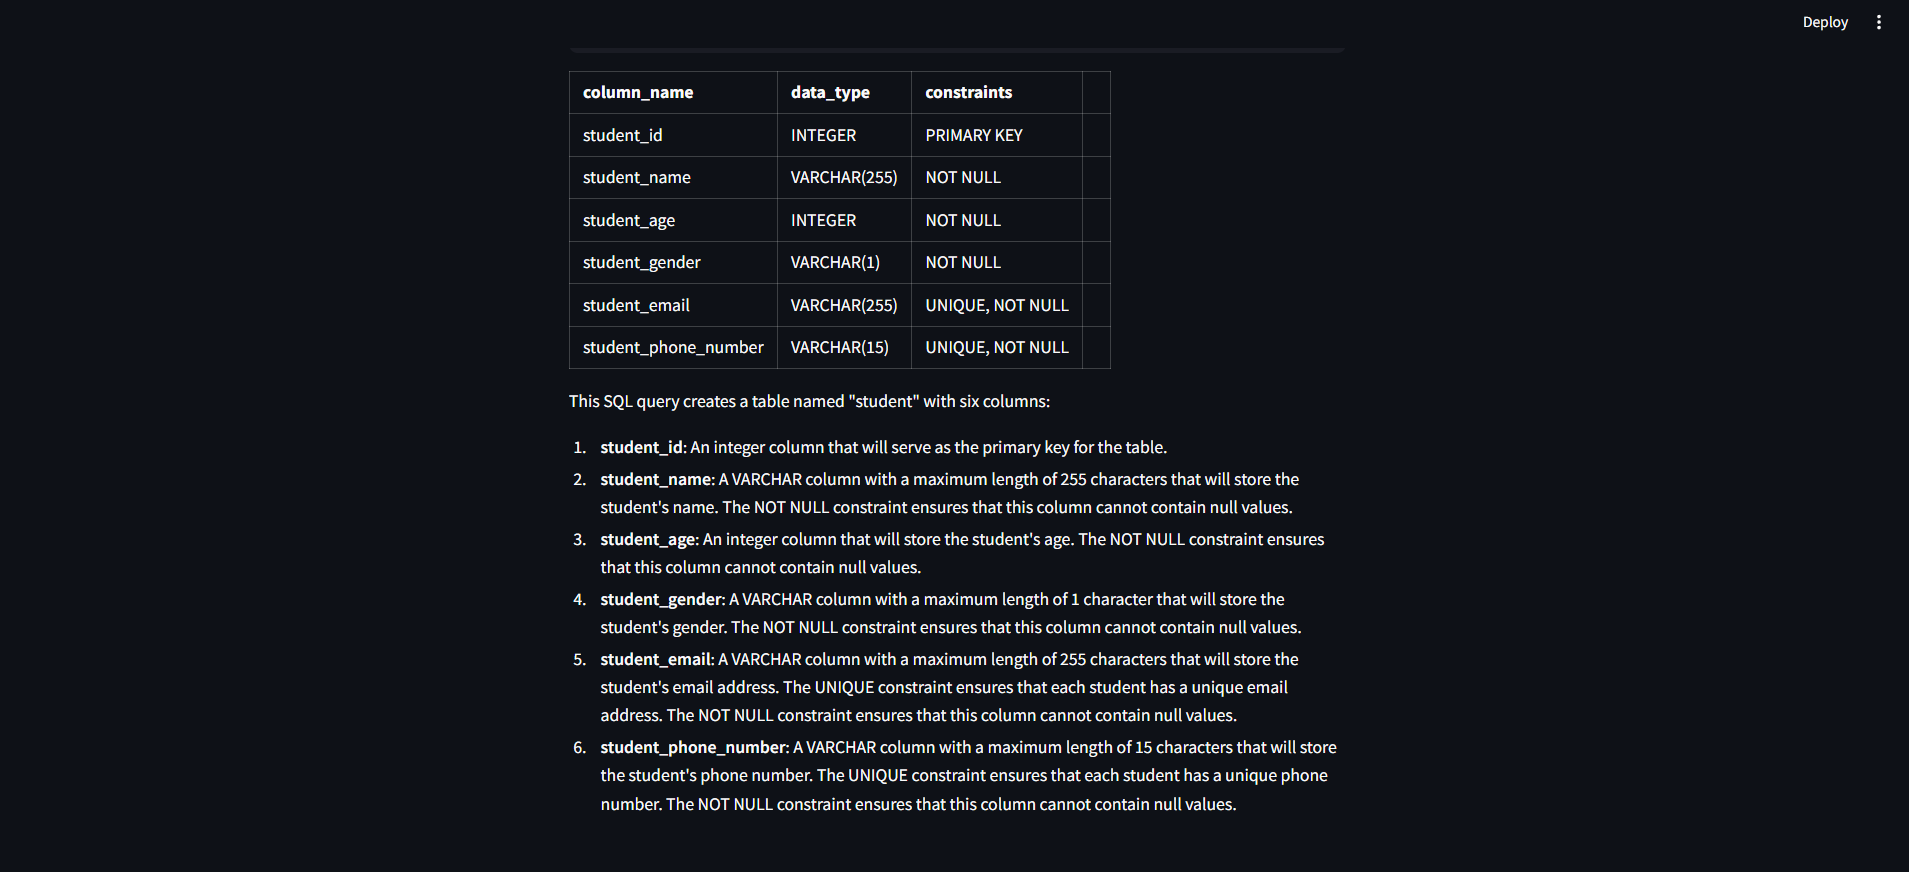 Deploy
column_name data_type constraints
student_id INTEGER PRIMARY KEY
student_name VARCHAR(255) NOT NULL
student_age INTEGER NOT NULL
student_gender VARCHAR(1) NOT NULL
student_email VARCHAR(255) UNIQUE, NOT NULL
student_phone_number VARCHAR(15) UNIQUE, NOT NULL
This SQL query creates a table named "student" with six columns:
1. student_id: An integer column that will serve as the primary key for the table.
2. student_name: A VARCHAR column with a maximum length of 255 characters that will store the
student's name. The NOT NULL constraint ensures that this column cannot contain null values.
3. student_age: An integer column that will store the student's age. The NOT NULL constraint ensures
that this column cannot contain null values.
4. student_gender: A VARCHAR column with a maximum length of 1 character that will store the
student's gender. The NOT NULL constraint ensures that this column cannot contain null values.
5. student_email: A VARCHAR column with a maximum length of 255 characters that will store the
student's email address. The UNIQUE constraint ensures that each student has a unique email
address. The NOT NULL constraint ensures that this column cannot contain null values.
6. student_phone_number: A VARCHAR column with a maximum length of 15 characters that will store
the student's phone number. The UNIQUE constraint ensures that each student has a unique phone
number. The NOT NULL constraint ensures that this column cannot contain null values.